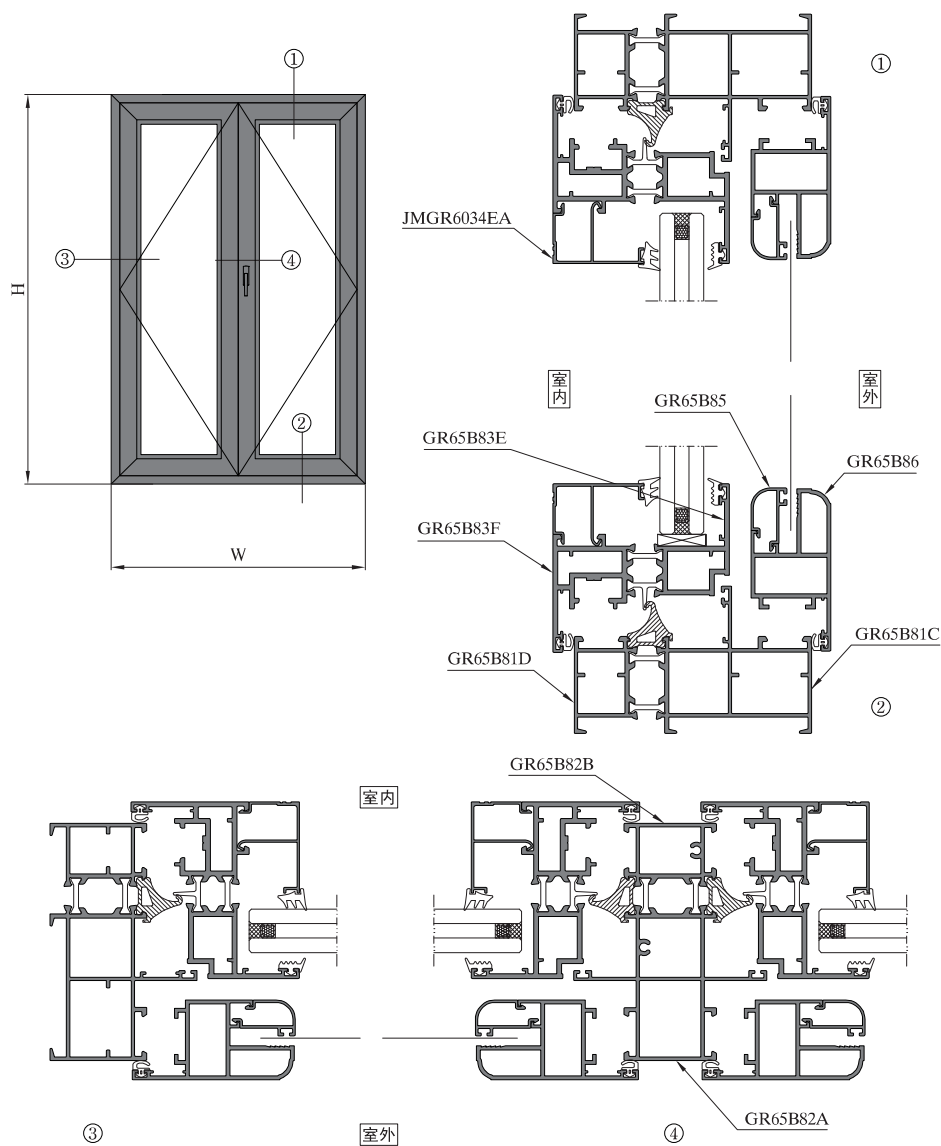 ①
①
JMGR6034EA
③
④
H
室内
室外
GR65B85
GR65B83E
GR65B86
②
GR65B83F
W
GR65B81C
GR65B81D
②
GR65B82B
室内
GR65B82A
③
室外
④